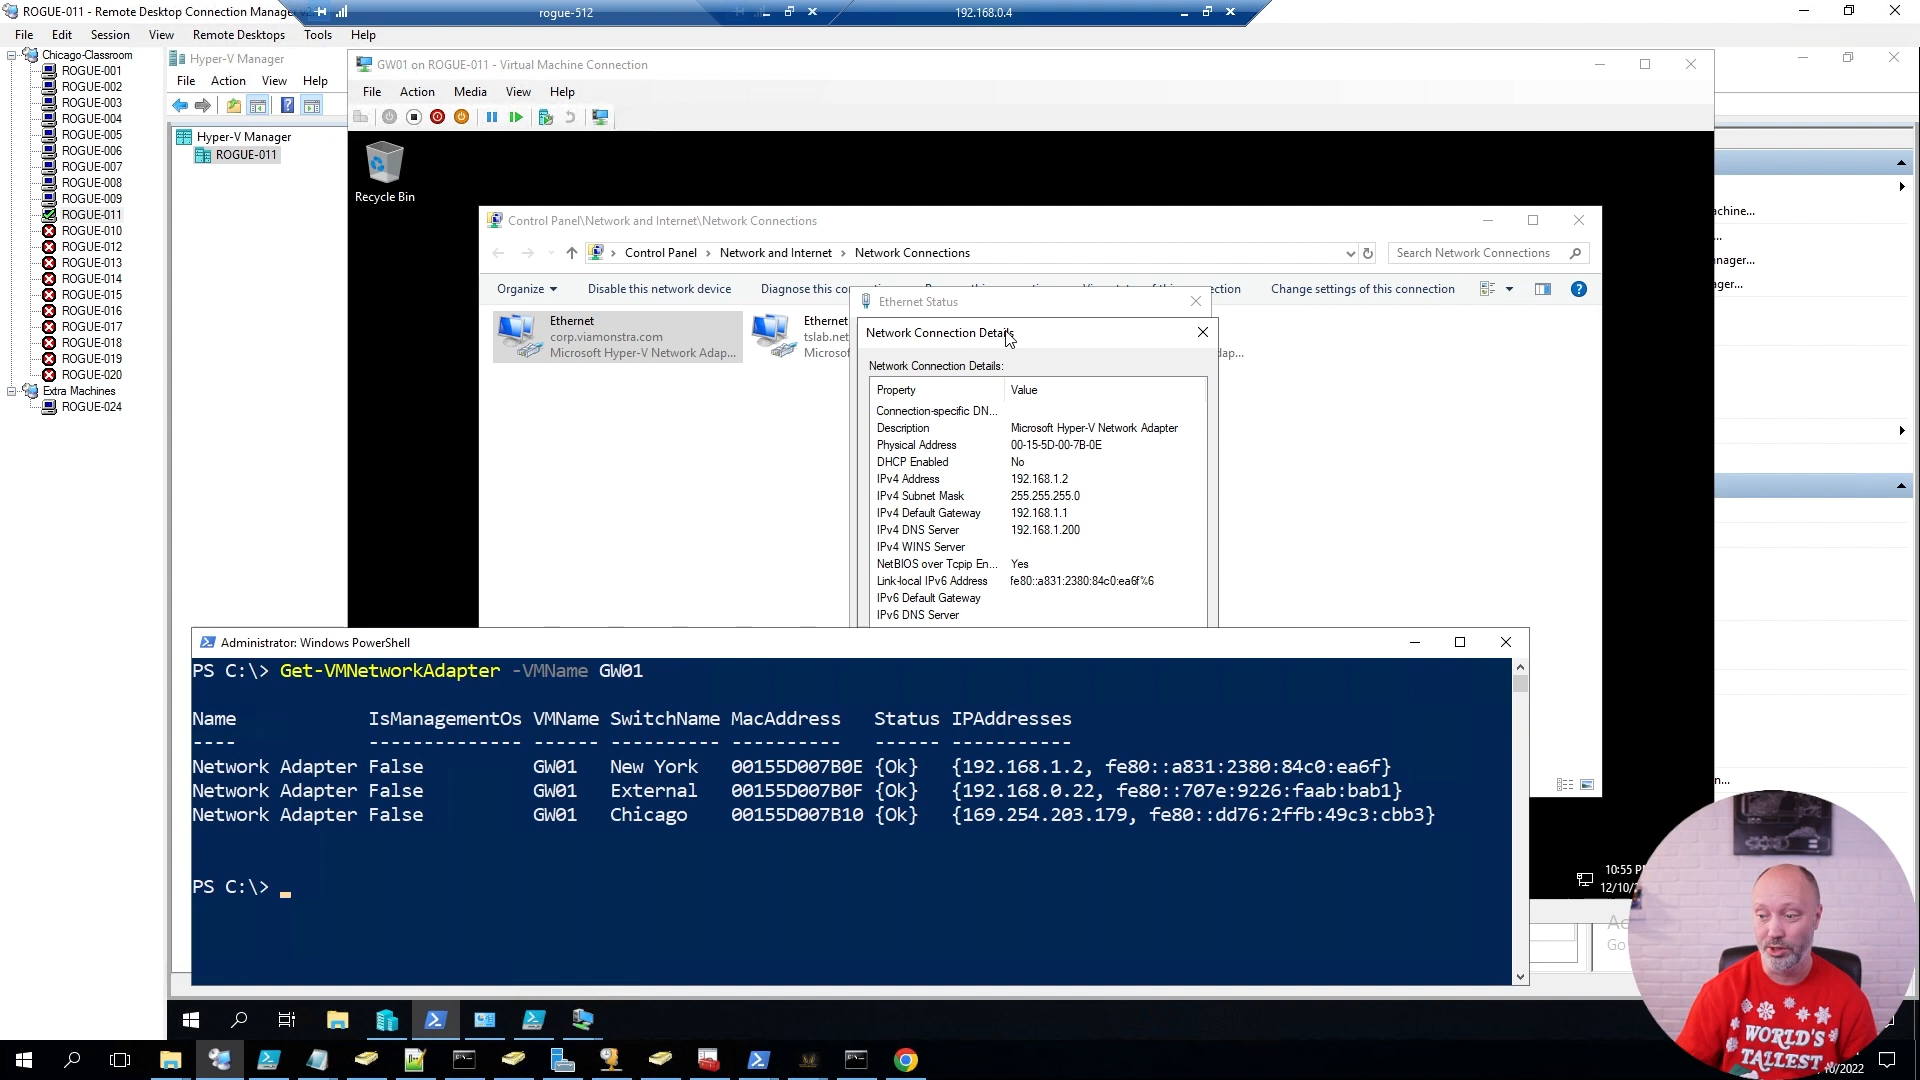 ROGUE-011 - Remote Desktop Connection Manager
rogue-512
192.168.0.4
File Edit Session View Remote Desktops Tools Help
Chicago-Classroom
ROGUE-001
ROGUE-002
ROGUE-003
ROGUE-004
ROGUE-005
ROGUE-006
ROGUE-007
ROGUE-008
ROGUE-009
ROGUE-011
ROGUE-010
ROGUE-012
ROGUE-013
ROGUE-014
ROGUE-015
ROGUE-016
ROGUE-017
ROGUE-018
ROGUE-019
ROGUE-020
Extra Machines
ROGUE-024
Hyper-V Manager
File Action View Help
Hyper-V Manager
ROGUE-011
GW01 on ROGUE-011 - Virtual Machine Connection
File Action Media View Help
Recycle Bin
Control Panel\Network and Internet\Network Connections
Control Panel > Network and Internet > Network Connections
Search Network Connections
Organize Disable this network device Diagnose this Change settings of this connection
Ethernet
corp.viamonstra.com
Microsoft Hyper-V Network Adap...
Ethernet
tslab.net
Ethernet Status
Network Connection Details
Network Connection Details:
Property Value
Connection-specific DN...
Description Microsoft Hyper-V Network Adapter
Physical Address 00-15-5D-00-7B-0E
DHCP Enabled No
IPv4 Address 192.168.1.2
IPv4 Subnet Mask 255.255.255.0
IPv4 Default Gateway 192.168.1.1
IPv4 DNS Server 192.168.1.200
IPv4 WINS Server
NetBIOS over Tcpip En... Yes
Link-local IPv6 Address fe80::a831:2380:84c0:ea6f%6
IPv6 Default Gateway
IPv6 DNS Server
Administrator: Windows PowerShell
PS C:\> Get-VMNetworkAdapter -VMName GW01
Name IsManagementOs VMName SwitchName MacAddress Status IPAddresses
---- -------------- ------ ---------- ---------- ------ -----------
Network Adapter False GW01 New York 00155D007B0E {Ok} {192.168.1.2, fe80::a831:2380:84c0:ea6f}
Network Adapter False GW01 External 00155D007B0F {Ok} {192.168.0.22, fe80::707e:9226:faab:bab1}
Network Adapter False GW01 Chicago 00155D007B10 {Ok} {169.254.203.179, fe80::dd76:2ffb:49c3:cbb3}
PS C:\>
10:55
WORLD'S
TALLEST